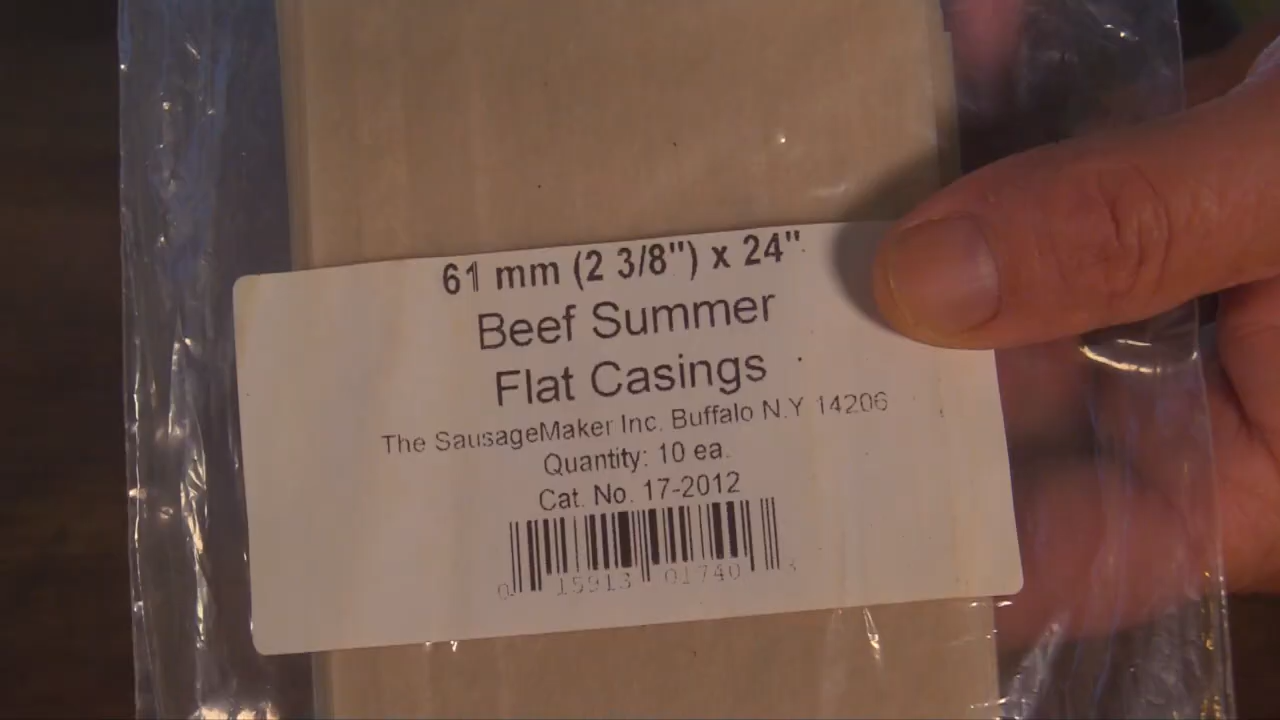 61 mm (2 3/8") x 24"
Beef Summer
Flat Casings
The SausageMaker Inc. Buffalo N.Y 14206
Quantity: 10 ea.
Cat. No. 17-2012
0 15913 01740 3